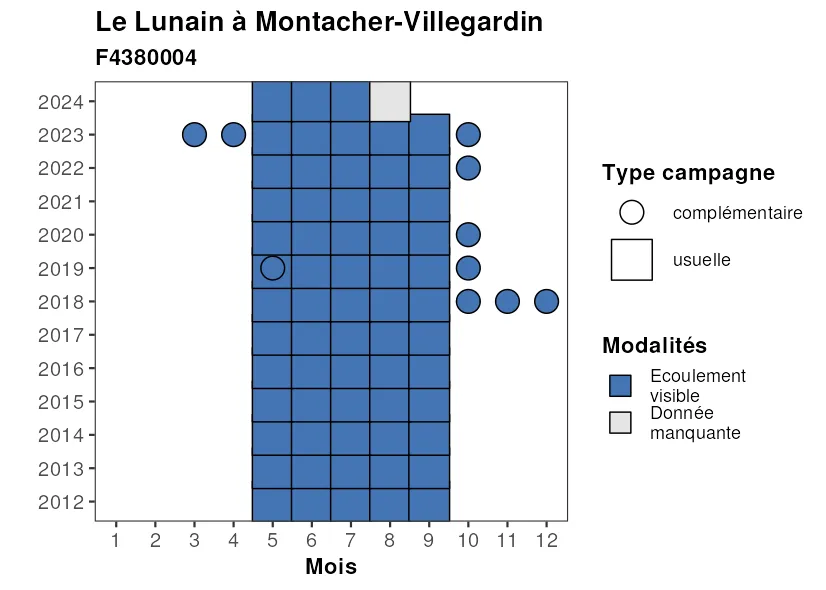 Le Lunain à Montacher-Villegardin
F4380004
2024
2023
2022
2021
2020
2019
2018
2017
2016
2015
2014
2013
2012
1 2 3 4 5 6 7 8 9 10 11 12
Mois
Type campagne
complémentaire
usuelle
Modalités
Ecoulement
visible
Donnée
manquante